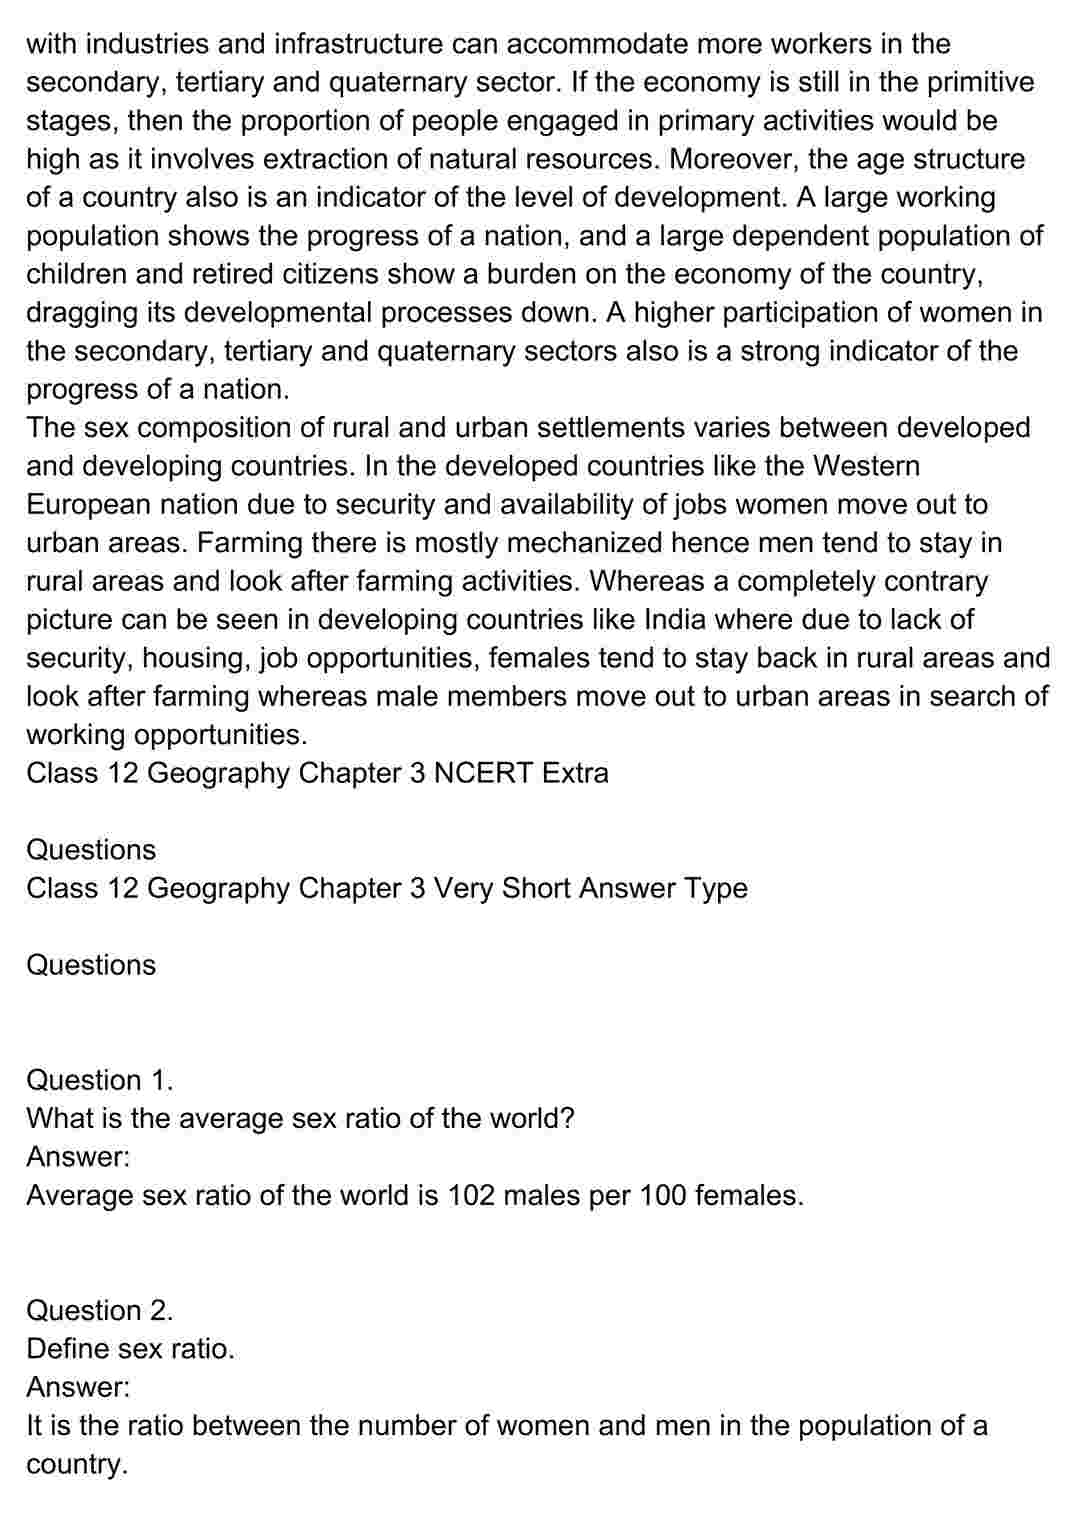 with industries and infrastructure can accommodate more workers in the
secondary, tertiary and quaternary sector. If the economy is still in the primitive
stages, then the proportion of people engaged in primary activities would be
high as it involves extraction of natural resources. Moreover, the age structure
of a country also is an indicator of the level of development. A large working
population shows the progress of a nation, and a large dependent population of
children and retired citizens show a burden on the economy of the country,
dragging its developmental processes down. A higher participation of women in
the secondary, tertiary and quaternary sectors also is a strong indicator of the
progress of a nation.
The sex composition of rural and urban settlements varies between developed
and developing countries. In the developed countries like the Western
European nation due to security and availability of jobs women move out to
urban areas. Farming there is mostly mechanized hence men tend to stay in
rural areas and look after farming activities. Whereas a completely contrary
picture can be seen in developing countries like India where due to lack of
security, housing, job opportunities, females tend to stay back in rural areas and
look after farming whereas male members move out to urban areas in search of
working opportunities.
Class 12 Geography Chapter 3 NCERT Extra
Questions
Class 12 Geography Chapter 3 Very Short Answer Type
Questions
Question 1.
What is the average sex ratio of the world?
Answer:
Average sex ratio of the world is 102 males per 100 females.
Question 2.
Define sex ratio.
Answer:
It is the ratio between the number of women and men in the population of a
country.